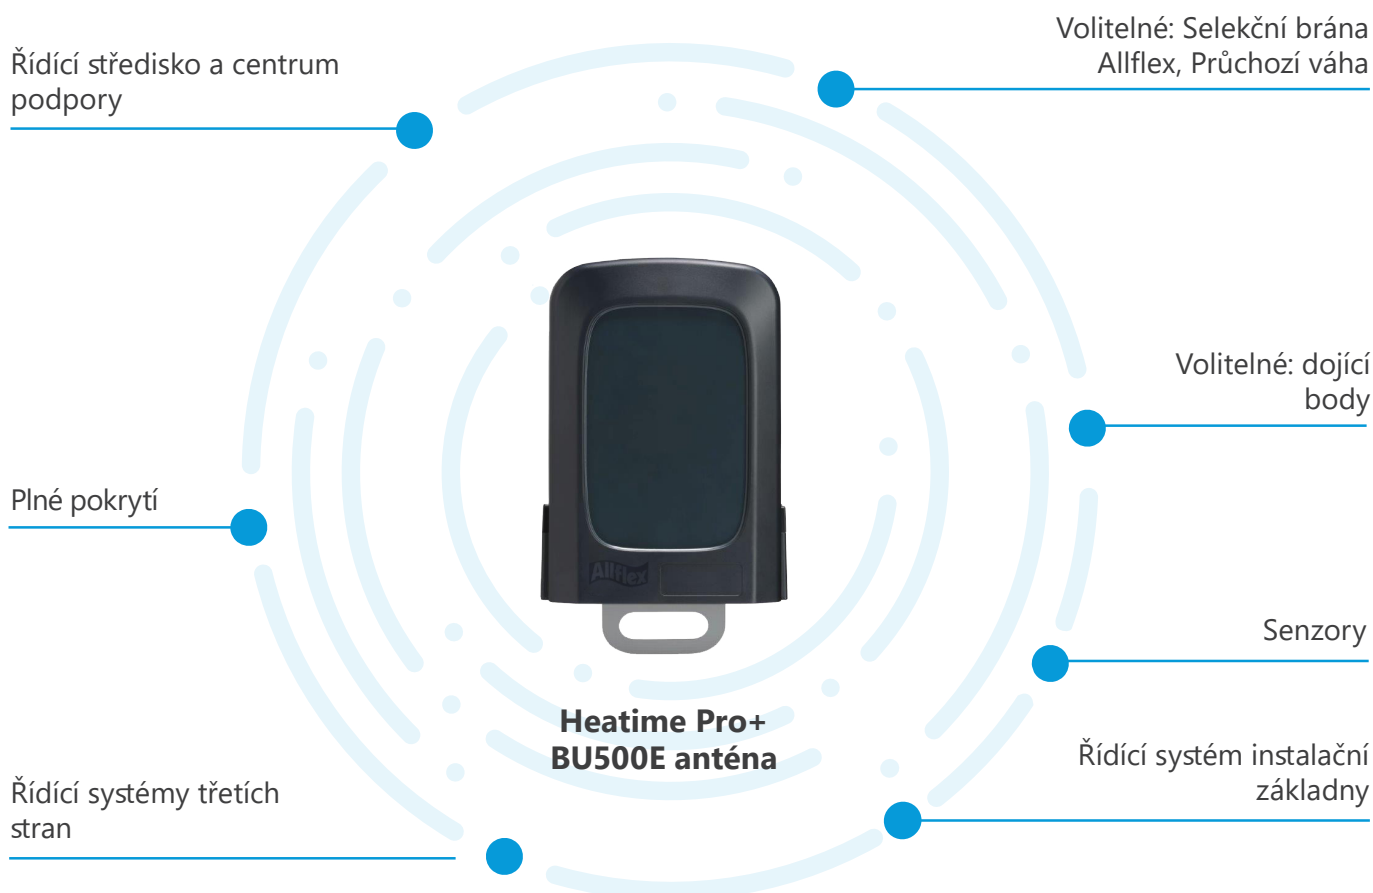 Řídící středisko a centrum
podpory
Volitelné: Selekční brána
Allflex, Průchozí váha
Volitelné: dojící
body
Plné pokrytí
Allflex
Senzory
Heatime Pro+
BU500E anténa
Řídící systém instalační
základny
Řídící systémy třetích
stran